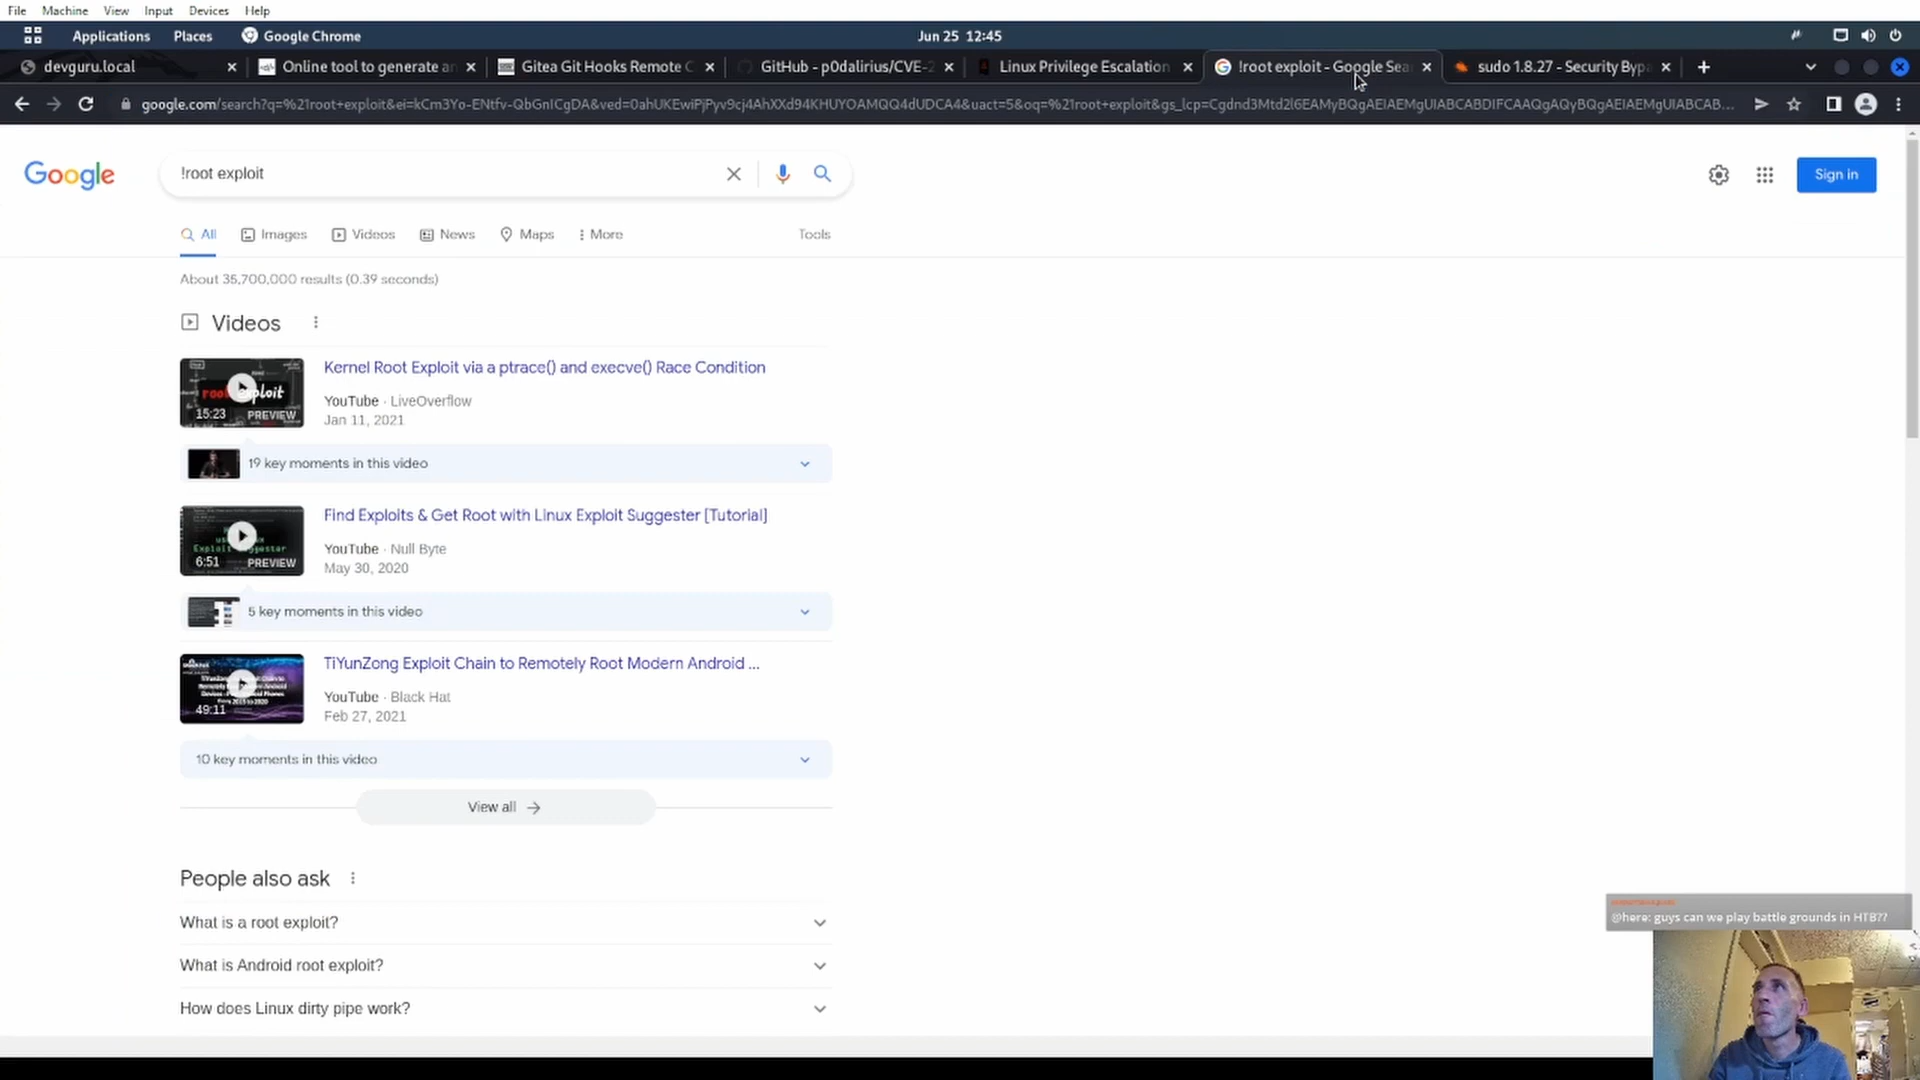 File Machine View Input Devices Help
Applications Places Google Chrome Jun 25 12:45
devguru.local Online tool to generate an Gitea Git Hooks Remote C GitHub - p0dalirius/CVE-2 Linux Privilege Escalation !root exploit - Google Sea sudo 1.8.27 - Security Bypa
google.com/search?q=%21root+exploit&ei=kCm3Yo-ENtfv-QbGnICgDA&ved=0ahUKEwiPjPyv9cj4AhXXd94KHUYOAMQQ4dUDCA4&uact=5&oq=%21root+exploit&gs_lcp=Cgdnd3Mtd2l6EAMyBQgAEIAEMgUIABCABDIFCAAQgAQyBQgAEIAEMgUIABCAB...
Google
!root exploit
Sign in
All Images Videos News Maps More Tools
About 35,700,000 results (0.39 seconds)
Videos
Kernel Root Exploit via a ptrace() and execve() Race Condition
YouTube · LiveOverflow
15:23 PREVIEW
Jan 11, 2021
19 key moments in this video
Find Exploits & Get Root with Linux Exploit Suggester [Tutorial]
YouTube · Null Byte
6:51 PREVIEW
May 30, 2020
5 key moments in this video
TiYunZong Exploit Chain to Remotely Root Modern Android ...
YouTube · Black Hat
49:11
Feb 27, 2021
10 key moments in this video
View all
People also ask
What is a root exploit?
@here: guys can we play battle grounds in HTB??
What is Android root exploit?
How does Linux dirty pipe work?